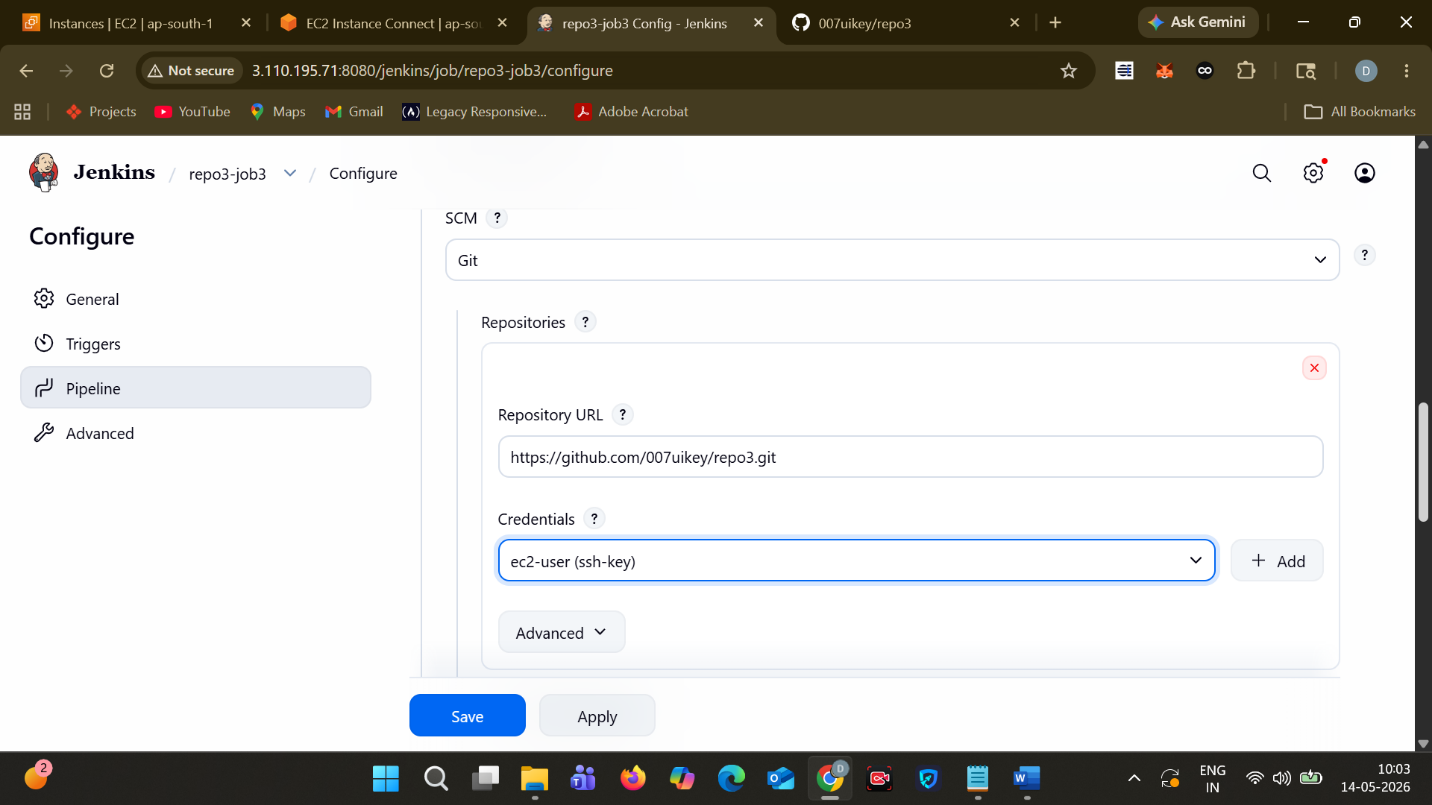 Instances | EC2 | ap-south-1
EC2 Instance Connect | ap-sou
repo3-job3 Config - Jenkins
007uikey/repo3
Ask Gemini
Not secure
3.110.195.71:8080/jenkins/job/repo3-job3/configure
D
Projects
YouTube
Maps
Gmail
Legacy Responsive...
Adobe Acrobat
All Bookmarks
Jenkins / repo3-job3 / Configure
Configure
General
Triggers
Pipeline
Advanced
SCM ?
Git
?
Repositories ?
Repository URL ?
https://github.com/007uikey/repo3.git
Credentials ?
ec2-user (ssh-key)
+ Add
Advanced
Save
Apply
2
D
ENG
IN
10:03
14-05-2026